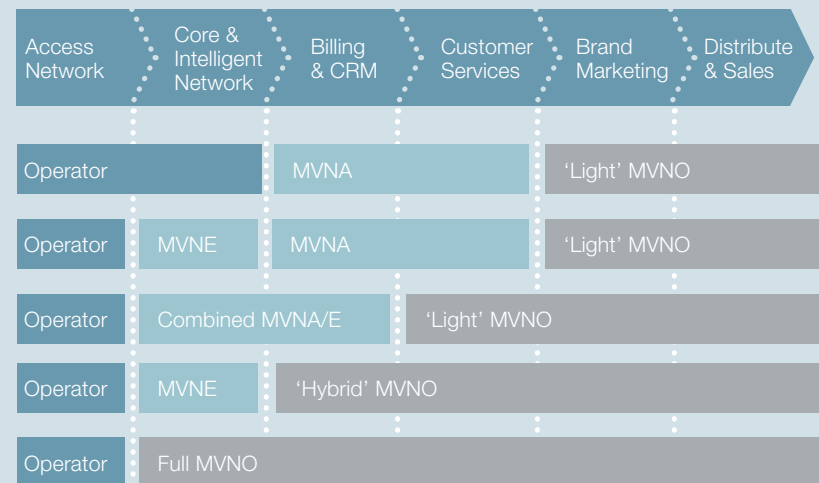 Access
Network
Core &
Intelligent
Network
Billing
& CRM
Customer
Services
Brand
Marketing
Distribute
& Sales
Operator
MVNA
‘Light’ MVNO
Operator
MVNE
MVNA
‘Light’ MVNO
Operator
Combined MVNA/E
‘Light’ MVNO
Operator
MVNE
‘Hybrid’ MVNO
Operator
Full MVNO